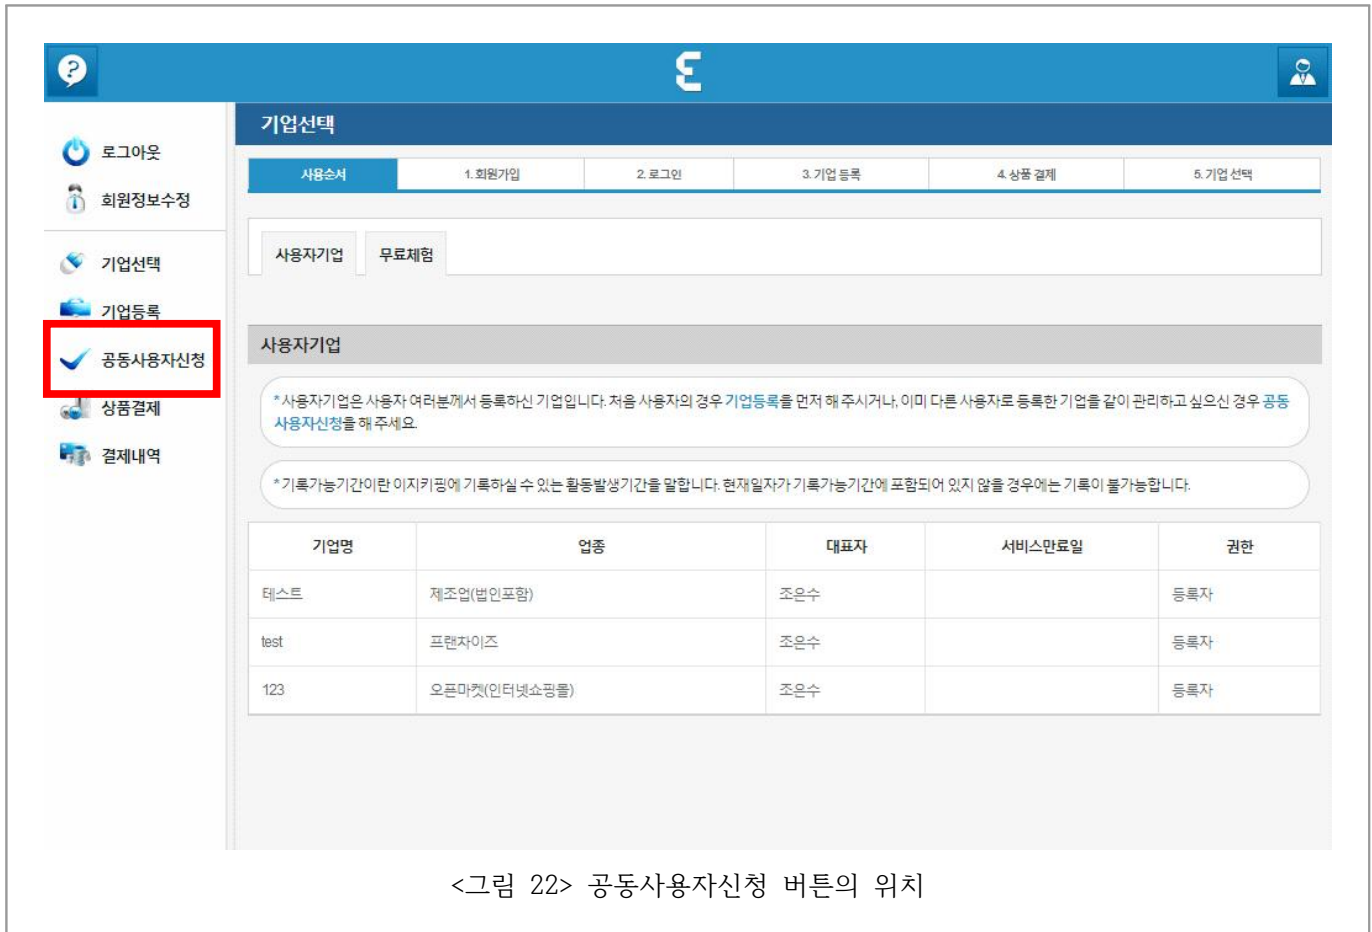 기업선택
로그아웃
회원정보수정
기업선택
기업등록
공동사용자신청
상품결제
결제내역
사용순서 1. 회원가입 2. 로그인 3. 기업 등록 4. 상품 결제 5. 기업 선택
사용자기업 무료체험
사용자기업
* 사용자기업은 사용자 여러분께서 등록하신 기업입니다. 처음 사용자의 경우 기업등록을 먼저 해 주시거나, 이미 다른 사용자로 등록한 기업을 같이 관리하고 싶으신 경우 공동
사용자신청을 해 주세요.
* 기록가능기간이란 이지키핑에 기록하실 수 있는 활동발생기간을 말합니다. 현재일자가 기록가능기간에 포함되어 있지 않을 경우에는 기록이 불가능합니다.
기업명 업종 대표자 서비스만료일 권한
테스트 제조업(법인포함) 조은수 등록자
test 프랜차이즈 조은수 등록자
123 오픈마켓(인터넷쇼핑몰) 조은수 등록자
<그림 22> 공동사용자신청 버튼의 위치